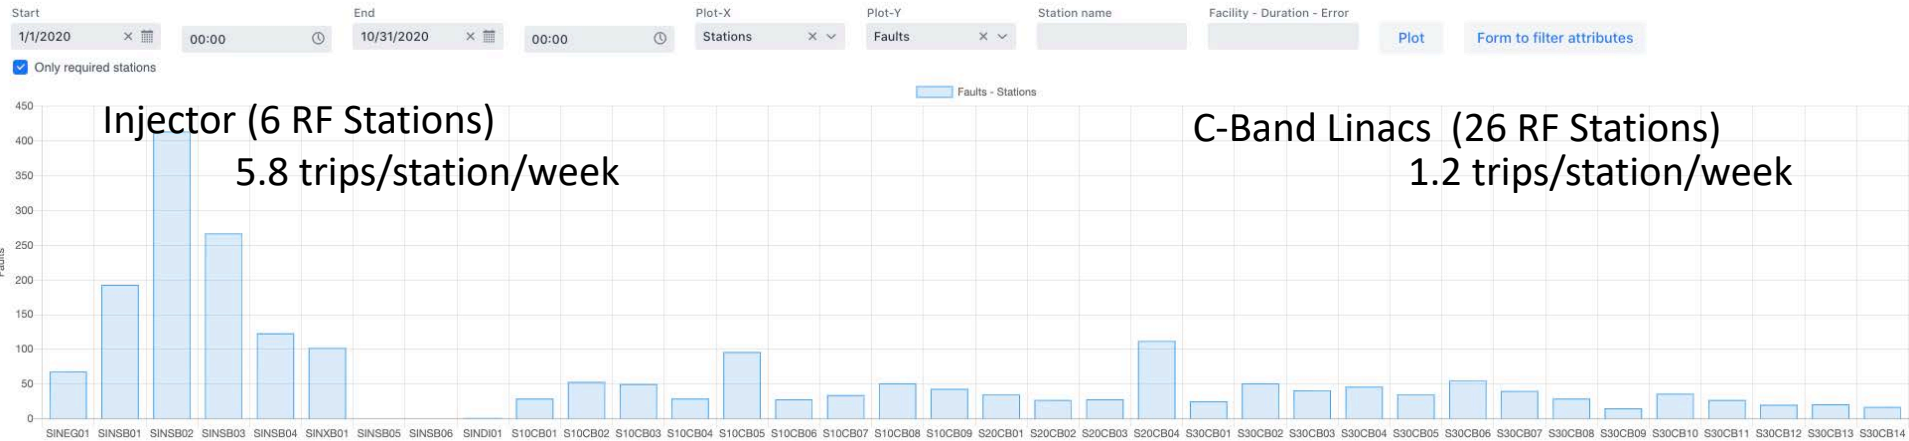 Start End Plot-X Plot-Y Station name Facility - Duration - Error
1/1/2020 00:00 10/31/2020 00:00 Stations Faults Plot Form to filter attributes
Only required stations
Faults - Stations
Injector (6 RF Stations)
5.8 trips/station/week
C-Band Linacs (26 RF Stations)
1.2 trips/station/week
Faults
450
400
350
300
250
200
150
100
50
0
SINEG01 SINSB01 SINSB02 SINSB03 SINSB04 SINXB01 SINSB05 SINSB06 SINDI01 S10CB01 S10CB02 S10CB03 S10CB04 S10CB05 S10CB06 S10CB07 S10CB08 S10CB09 S20CB01 S20CB02 S20CB03 S20CB04 S30CB01 S30CB02 S30CB03 S30CB04 S30CB05 S30CB06 S30CB07 S30CB08 S30CB09 S30CB10 S30CB11 S30CB12 S30CB13 S30CB14